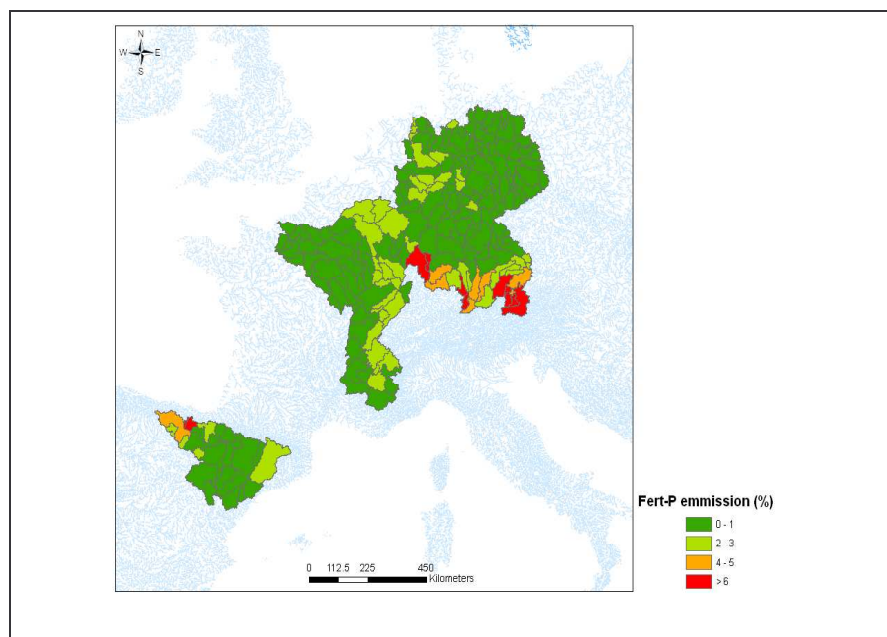 N
W E
S
Fert-P emmission (%)
0 - 1
2 3
4 - 5
> 6
0 112.5 225 450
Kilometers